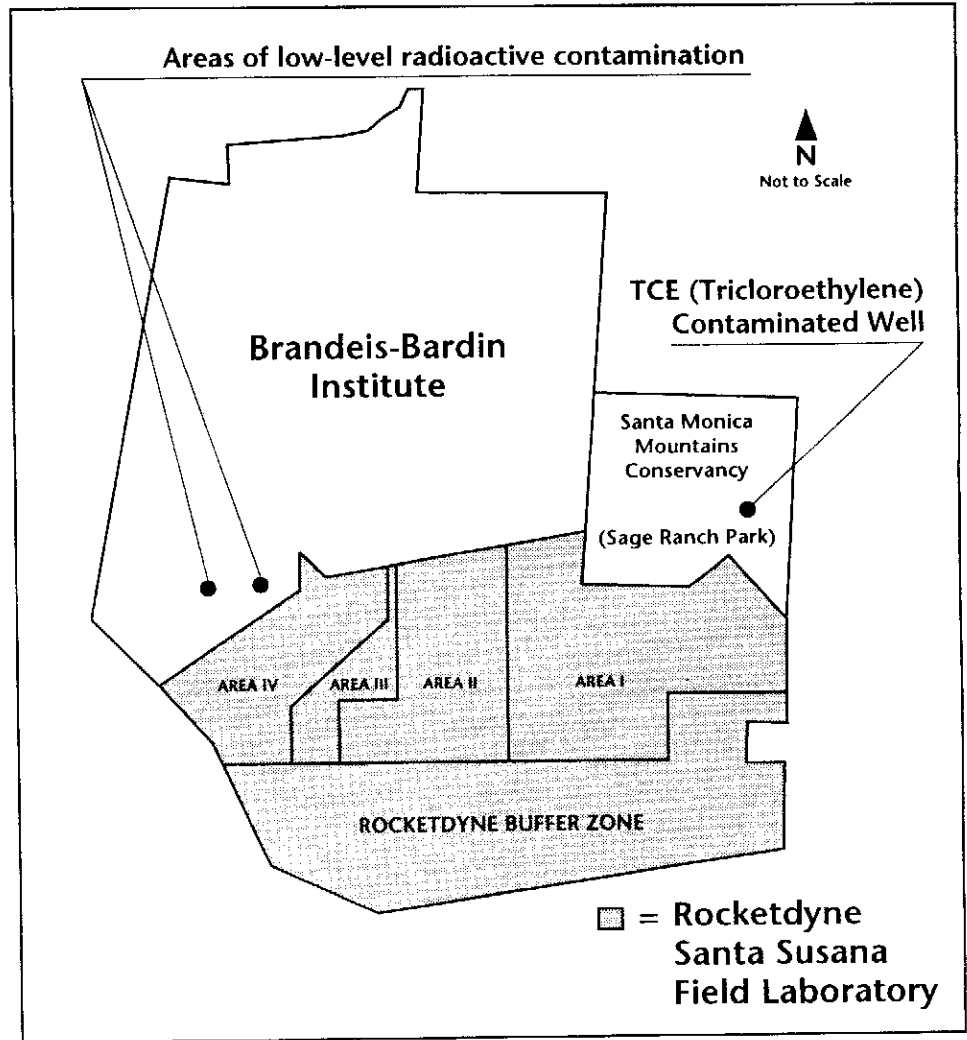 Areas of low-level radioactive contamination
N
Not to Scale
TCE (Tricloroethylene)
Contaminated Well
Brandeis-Bardin
Institute
Santa Monica
Mountains
Conservancy
(Sage Ranch Park)
AREA IV
AREA III
AREA II
AREA I
ROCKETDYNE BUFFER ZONE
= Rocketdyne
Santa Susana
Field Laboratory